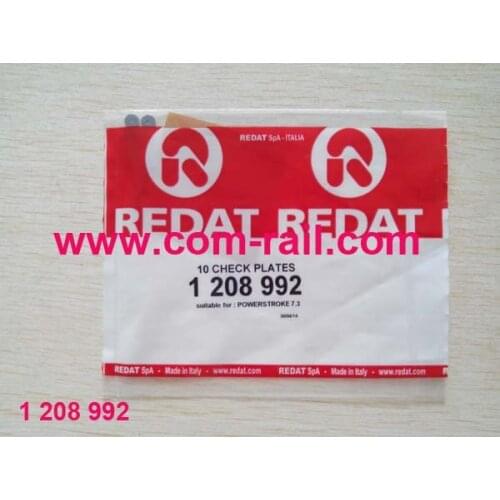 REDAT SpA - ITALIA
REDAT REDAT
www.com-rail.com
10 CHECK PLATES
1 208 992
suitable for : POWERSTROKE 7.3
REDAT SpA • Made in Italy • www.redat.com REDAT SpA • Made in Italy • www.redat.com
1 208 992